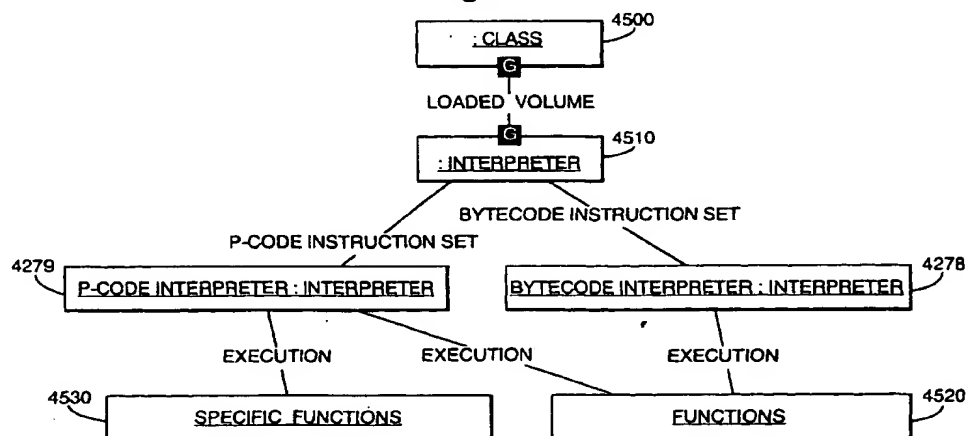 4500
: CLASS
G
LOADED VOLUME
G
4510
: INTERPRETER
BYTECODE INSTRUCTION SET
P-CODE INSTRUCTION SET
4279
P-CODE INTERPRETER : INTERPRETER
BYTECODE INTERPRETER : INTERPRETER
4278
EXECUTION
EXECUTION
EXECUTION
4530
SPECIFIC FUNCTIONS
FUNCTIONS
4520